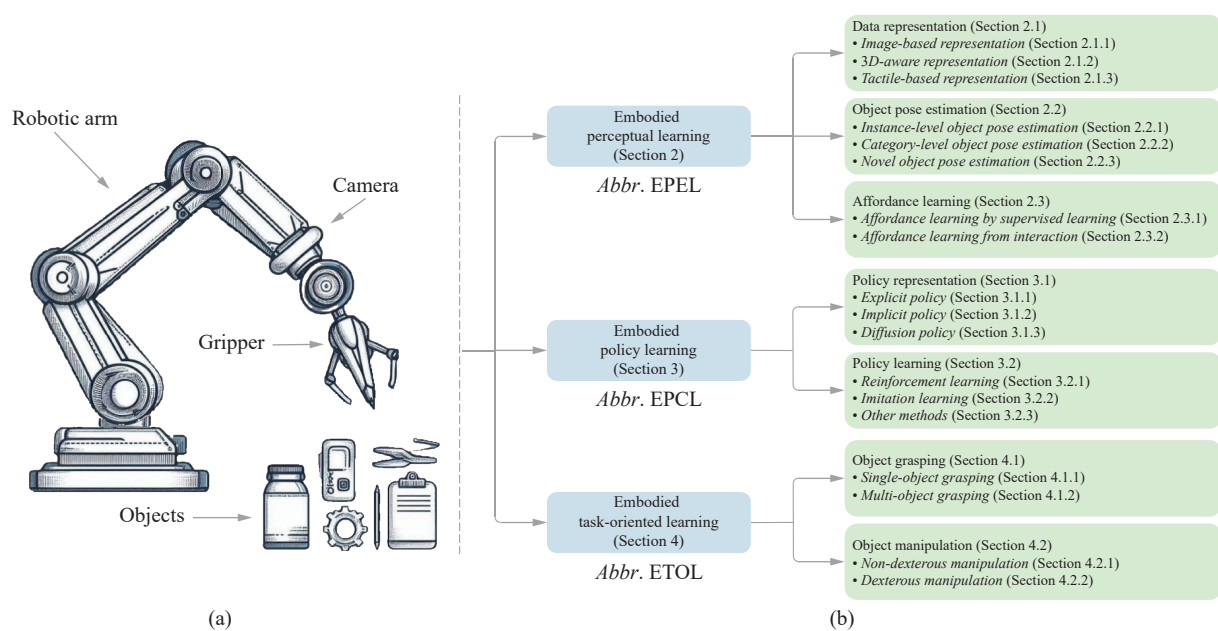 Robotic arm
Camera
Gripper
Objects
(a)
Embodied
perceptual learning
(Section 2)
Abbr. EPEL
Data representation (Section 2.1)
• Image-based representation (Section 2.1.1)
• 3D-aware representation (Section 2.1.2)
• Tactile-based representation (Section 2.1.3)
Object pose estimation (Section 2.2)
• Instance-level object pose estimation (Section 2.2.1)
• Category-level object pose estimation (Section 2.2.2)
• Novel object pose estimation (Section 2.2.3)
Affordance learning (Section 2.3)
• Affordance learning by supervised learning (Section 2.3.1)
• Affordance learning from interaction (Section 2.3.2)
Embodied
policy learning
(Section 3)
Abbr. EPCL
Policy representation (Section 3.1)
• Explicit policy (Section 3.1.1)
• Implicit policy (Section 3.1.2)
• Diffusion policy (Section 3.1.3)
Policy learning (Section 3.2)
• Reinforcement learning (Section 3.2.1)
• Imitation learning (Section 3.2.2)
• Other methods (Section 3.2.3)
Embodied
task-oriented learning
(Section 4)
Abbr. ETOL
Object grasping (Section 4.1)
• Single-object grasping (Section 4.1.1)
• Multi-object grasping (Section 4.1.2)
Object manipulation (Section 4.2)
• Non-dexterous manipulation (Section 4.2.1)
• Dexterous manipulation (Section 4.2.2)
(b)